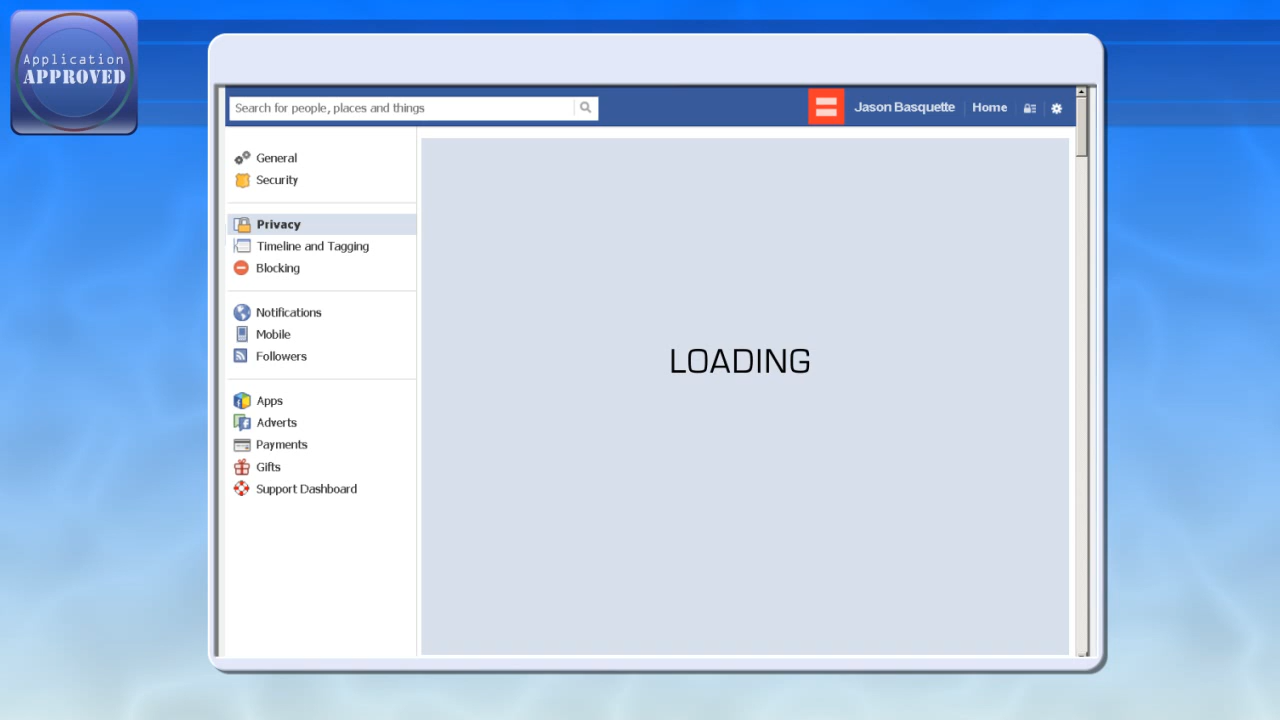 Application
APPROVED
Search for people, places and things
Jason Basquette
Home
General
Security
Privacy
Timeline and Tagging
Blocking
Notifications
Mobile
Followers
Apps
Adverts
Payments
Gifts
Support Dashboard
LOADING